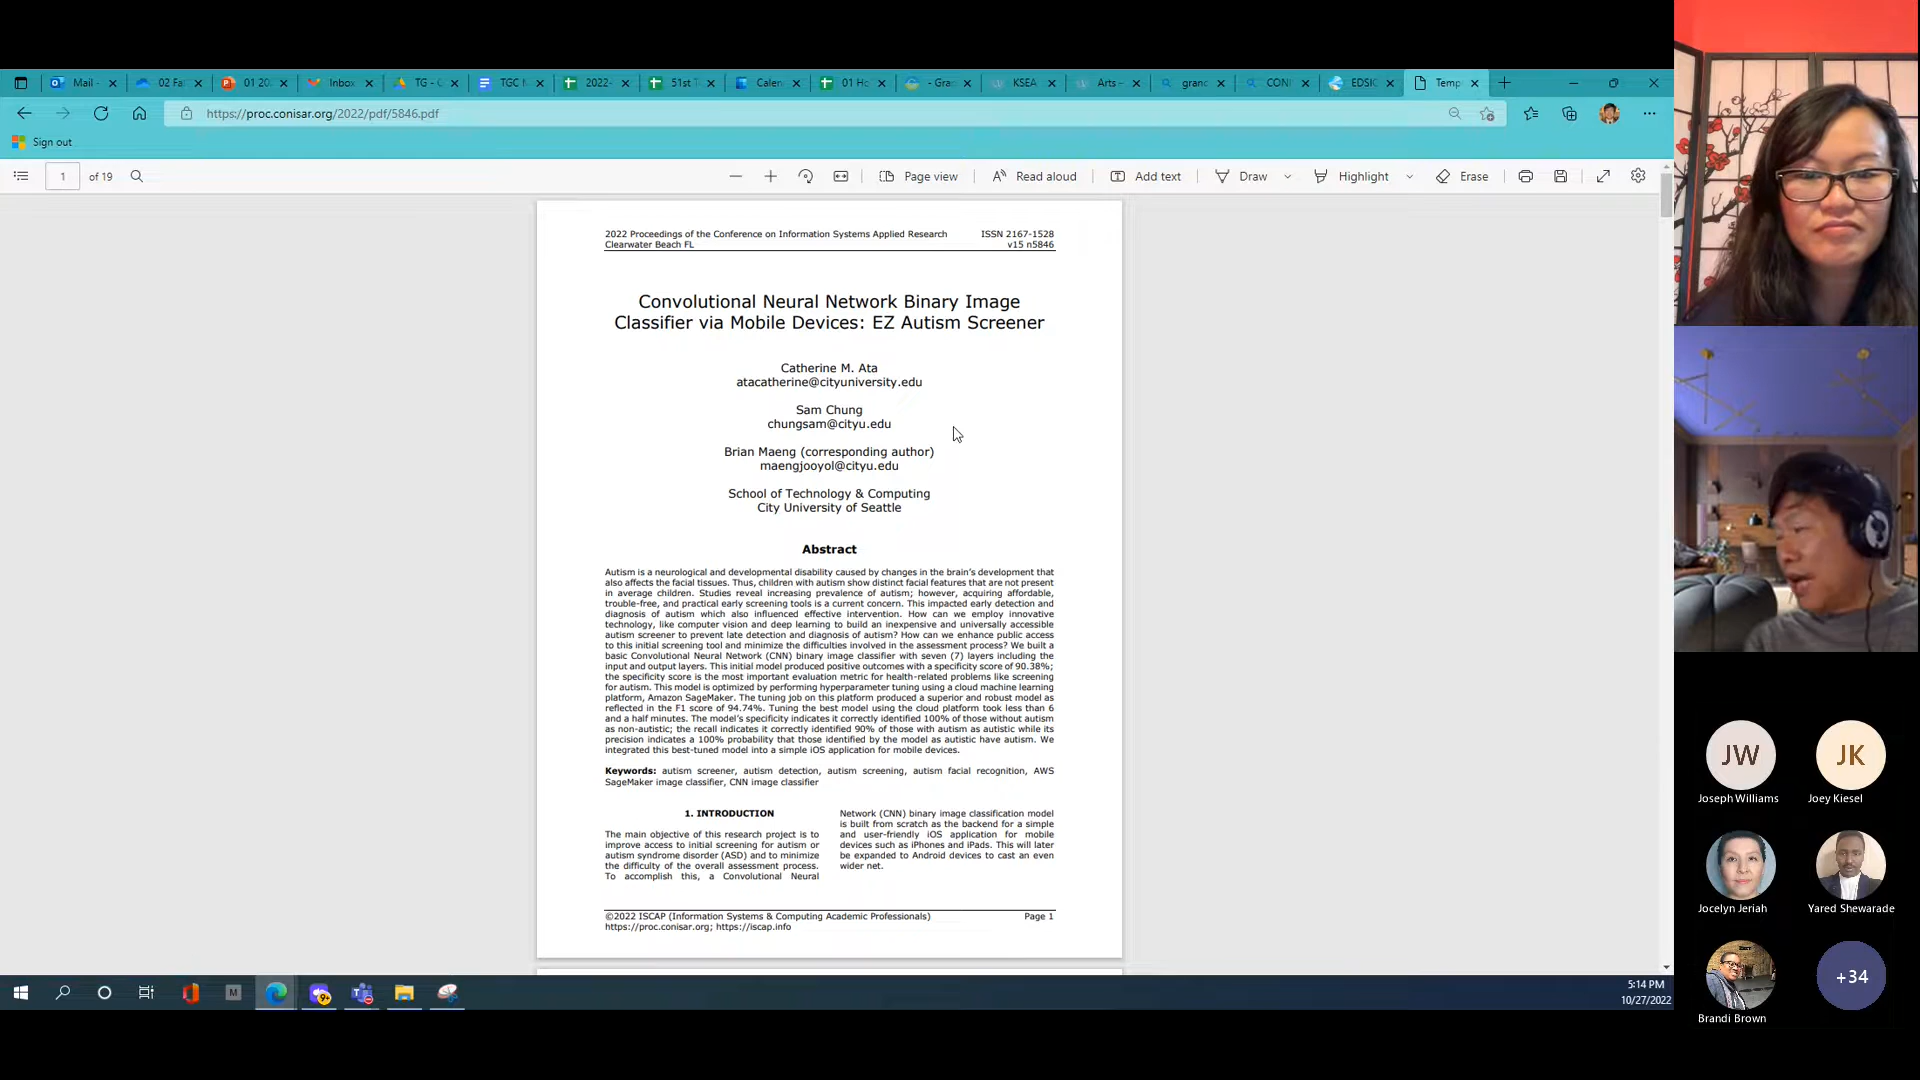 Mail -
02 Fa
01 20
Inbox
TG - C
TGC M
2022-
51st T
Calen
01 Ho
- Gra
KSEA
Arts –
granc
CONI
EDSIC
Temp
https://proc.conisar.org/2022/pdf/5846.pdf
Sign out
1 of 19
Page view
Read aloud
Add text
Draw
Highlight
Erase
2022 Proceedings of the Conference on Information Systems Applied Research ISSN 2167-1528
Clearwater Beach FL v15 n5846
Convolutional Neural Network Binary Image
Classifier via Mobile Devices: EZ Autism Screener
Catherine M. Ata
atacatherine@cityuniversity.edu
Sam Chung
chungsam@cityu.edu
Brian Maeng (corresponding author)
maengjooyol@cityu.edu
School of Technology & Computing
City University of Seattle
Abstract
Autism is a neurological and developmental disability caused by changes in the brain's development that
also affects the facial tissues. Thus, children with autism show distinct facial features that are not present
in average children. Studies reveal increasing prevalence of autism; however, acquiring affordable,
trouble-free, and practical early screening tools is a current concern. This impacted early detection and
diagnosis of autism which also influenced effective intervention. How can we employ innovative
technology, like computer vision and deep learning to build an inexpensive and universally accessible
autism screener to prevent late detection and diagnosis of autism? How can we enhance public access
to this initial screening tool and minimize the difficulties involved in the assessment process? We built a
basic Convolutional Neural Network (CNN) binary image classifier with seven (7) layers including the
input and output layers. This initial model produced positive outcomes with a specificity score of 90.38%;
the specificity score is the most important evaluation metric for health-related problems like screening
for autism. This model is optimized by performing hyperparameter tuning using a cloud machine learning
platform, Amazon SageMaker. The tuning job on this platform produced a superior and robust model as
reflected in the F1 score of 94.74%. Tuning the best model using the cloud platform took less than 6
and a half minutes. The model's specificity indicates it correctly identified 100% of those without autism
as non-autistic; the recall indicates it correctly identified 90% of those with autism as autistic while its
precision indicates a 100% probability that those identified by the model as autistic have autism. We
integrated this best-tuned model into a simple iOS application for mobile devices.
Keywords: autism screener, autism detection, autism screening, autism facial recognition, AWS
SageMaker image classifier, CNN image classifier
1. INTRODUCTION
The main objective of this research project is to
improve access to initial screening for autism or
autism syndrome disorder (ASD) and to minimize
the difficulty of the overall assessment process.
To accomplish this, a Convolutional Neural
Network (CNN) binary image classification model
is built from scratch as the backend for a simple
and user-friendly iOS application for mobile
devices such as iPhones and iPads. This will later
be expanded to Android devices to cast an even
wider net.
©2022 ISCAP (Information Systems & Computing Academic Professionals) Page 1
https://proc.conisar.org; https://iscap.info
9+
5:14 PM
10/27/2022
JW
Joseph Williams
JK
Joey Kiesel
Jocelyn Jeriah
Yared Shewarade
Brandi Brown
+34